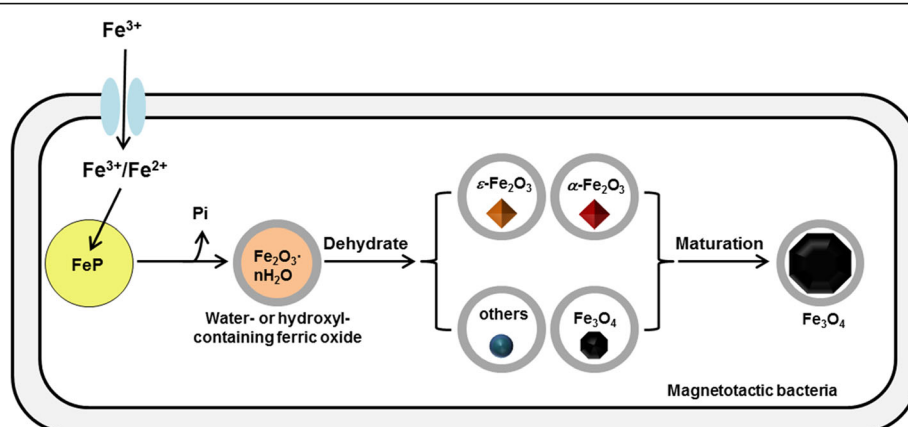 Fe³⁺
Fe³⁺/Fe²⁺
FeP
Pi
Fe₂O₃·
nH₂O
Water- or hydroxyl-
containing ferric oxide
Dehydrate
ε-Fe₂O₃
α-Fe₂O₃
others
Fe₃O₄
Maturation
Fe₃O₄
Magnetotactic bacteria